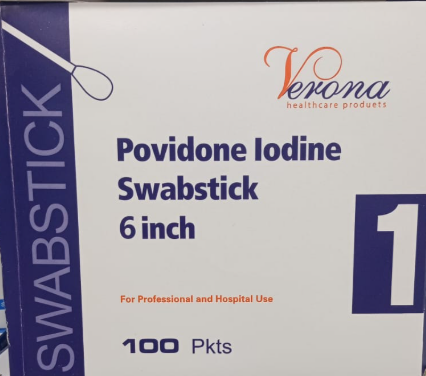 SWABSTICK
Verona
healthcare products
Povidone Iodine
Swabstick
6 inch
1
For Professional and Hospital Use
100 Pkts